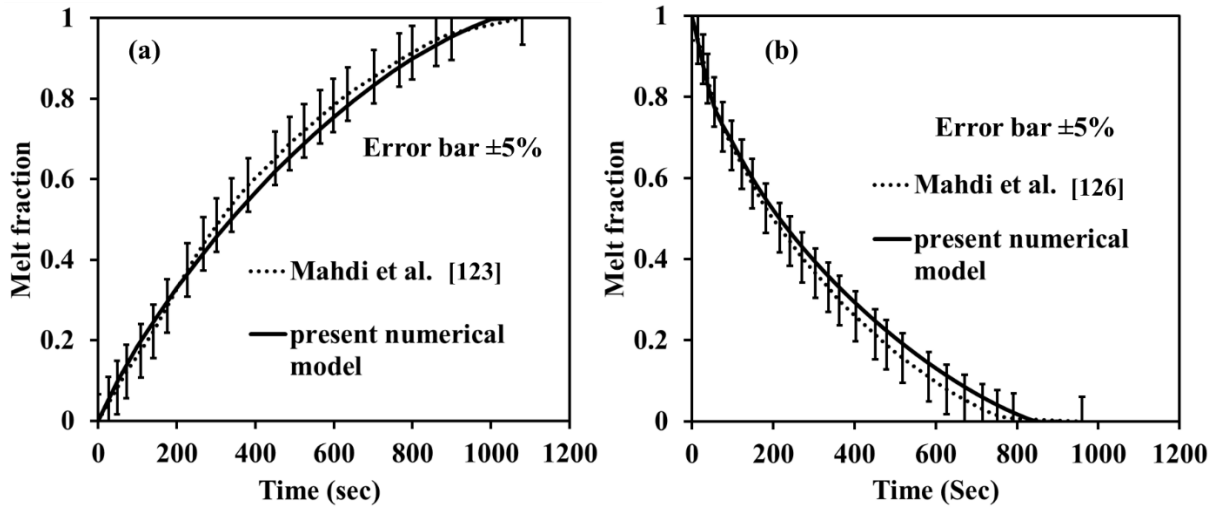 (a)
Error bar ±5%
Mahdi et al. [123]
present numerical
model
Melt fraction
1
0.8
0.6
0.4
0.2
0
0 200 400 600 800 1000 1200
Time (sec)
(b)
Error bar ±5%
Mahdi et al. [126]
present numerical
model
Melt fraction
1
0.8
0.6
0.4
0.2
0
0 200 400 600 800 1000 1200
Time (Sec)